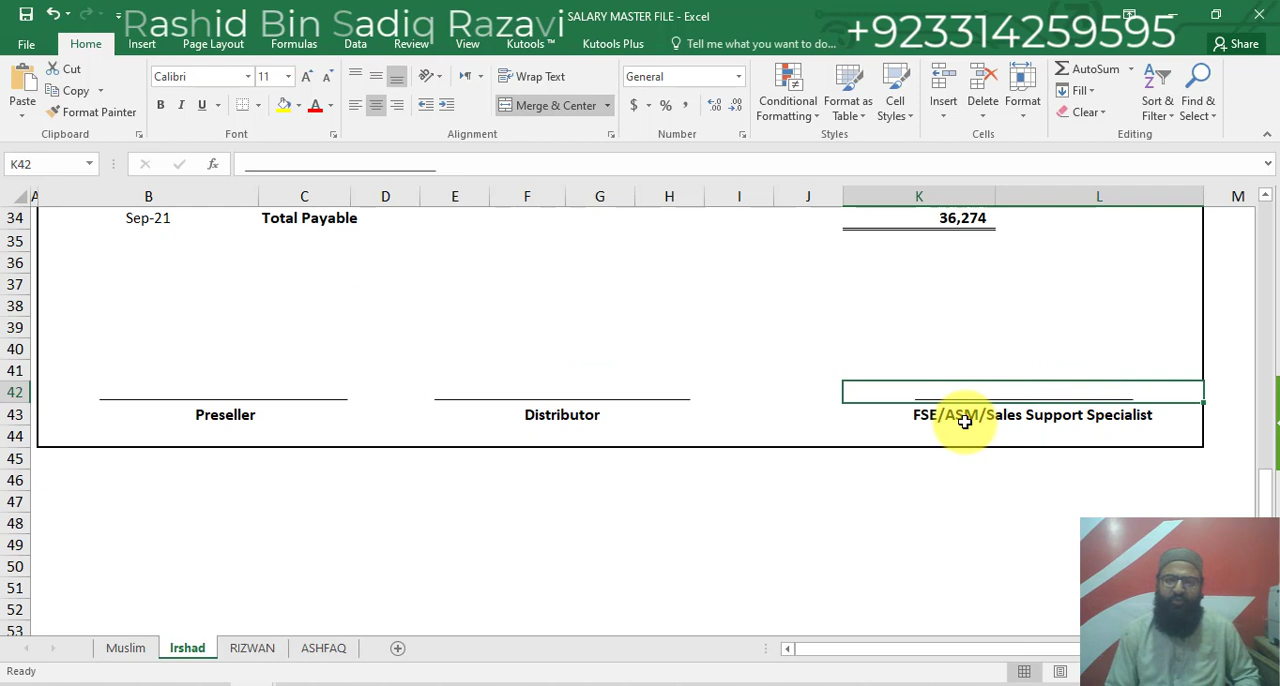 Rashid Bin Sadiq Razavi
SALARY MASTER FILE - Excel
+923314259595
File Home Insert Page Layout Formulas Data Review View Kutools ™ Kutools Plus Tell me what you want to do... Share
Cut
Copy
Format Painter
Paste
Clipboard
Calibri 11
B I U
Font
Wrap Text
Merge & Center
Alignment
General
$ % ,
Number
Conditional Formatting
Format as Table
Cell Styles
Styles
Insert Delete Format
Cells
AutoSum
Fill
Clear
Sort & Filter
Find & Select
Editing
K42
fx
A B C D E F G H I J K L M
34 Sep-21 Total Payable 36,274
35
36
37
38
39
40
41
42
43 Preseller Distributor FSE/ASM/Sales Support Specialist
44
45
46
47
48
49
50
51
52
53
Muslim Irshad RIZWAN ASHFAQ
Ready